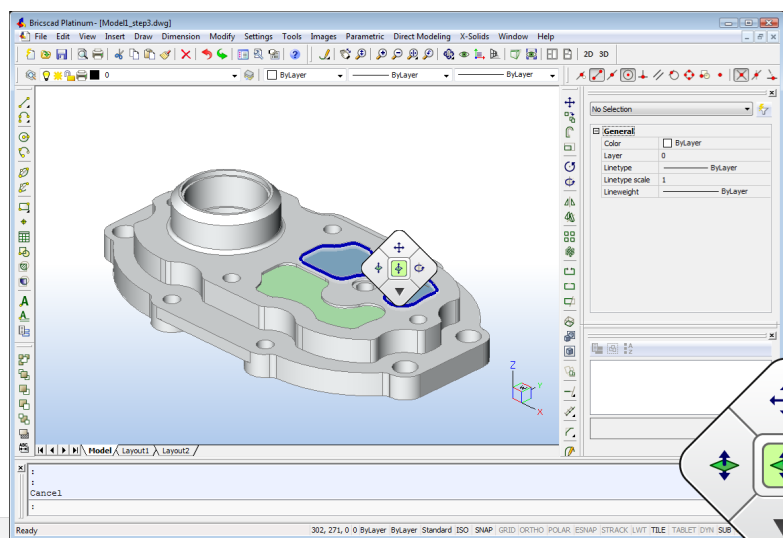 Bricscad Platinum - [Model1_step3.dwg]
File Edit View Insert Draw Dimension Modify Settings Tools Images Parametric Direct Modeling X-Solids Window Help
2D 3D
0 ByLayer ByLayer ByLayer
No Selection
General
Color ByLayer
Layer 0
Linetype ByLayer
Linetype scale 1
Lineweight ByLayer
A
A
ABC
Z
Y
X
Model Layout1 Layout2
:
:
Cancel
:
Ready 302, 271, 0 0 ByLayer ByLayer Standard ISO SNAP GRID ORTHO POLAR ESNAP STRACK LWT TILE TABLET DYN SUB